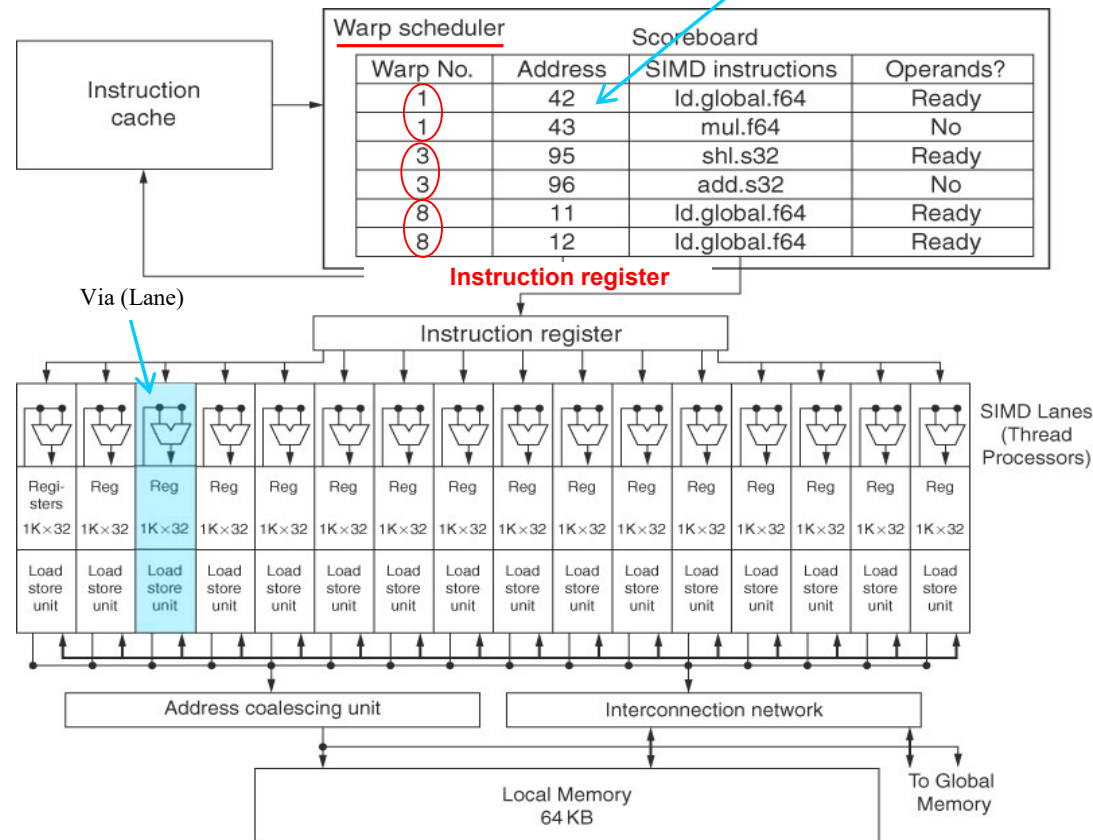 Warp scheduler
Scoreboard
Warp No. Address SIMD instructions Operands?
1 42 ld.global.f64 Ready
1 43 mul.f64 No
3 95 shl.s32 Ready
3 96 add.s32 No
8 11 ld.global.f64 Ready
8 12 ld.global.f64 Ready
Instruction
cache
Instruction register
Via (Lane)
Instruction register
SIMD Lanes
(Thread
Processors)
Regi- Reg Reg Reg Reg Reg Reg Reg Reg Reg Reg Reg Reg Reg Reg Reg
sters
1K×32 1K×32 1K×32 1K×32 1K×32 1K×32 1K×32 1K×32 1K×32 1K×32 1K×32 1K×32 1K×32 1K×32 1K×32 1K×32
Load Load Load Load Load Load Load Load Load Load Load Load Load Load Load Load
store store store store store store store store store store store store store store store store
unit unit unit unit unit unit unit unit unit unit unit unit unit unit unit unit
Address coalescing unit
Interconnection network
Local Memory
64 KB
To Global
Memory